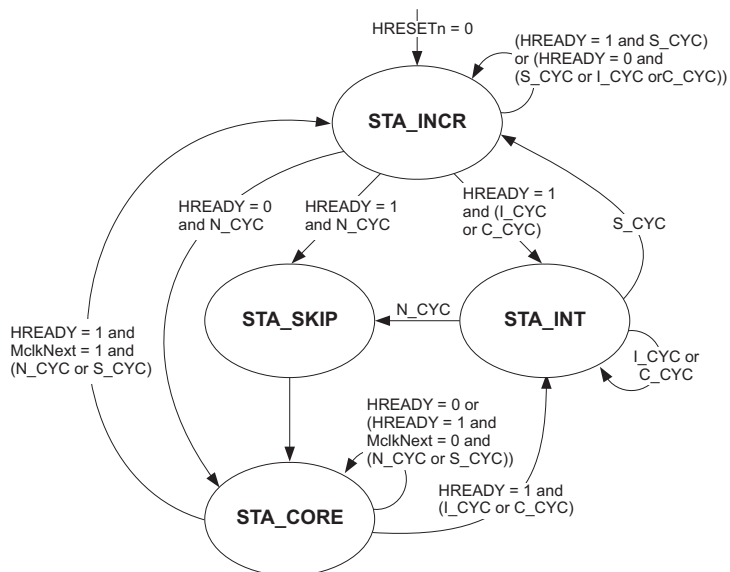 HRESETn = 0
(HREADY = 1 and S_CYC)
or (HREADY = 0 and
(S_CYC or I_CYC orC_CYC))
STA_INCR
HREADY = 0
and N_CYC
HREADY = 1
and N_CYC
HREADY = 1
and (I_CYC
or C_CYC)
S_CYC
STA_SKIP
N_CYC
STA_INT
HREADY = 1 and
MclkNext = 1 and
(N_CYC or S_CYC)
I_CYC or
C_CYC
HREADY = 0 or
(HREADY = 1 and
MclkNext = 0 and
(N_CYC or S_CYC))
HREADY = 1 and
(I_CYC or C_CYC)
STA_CORE